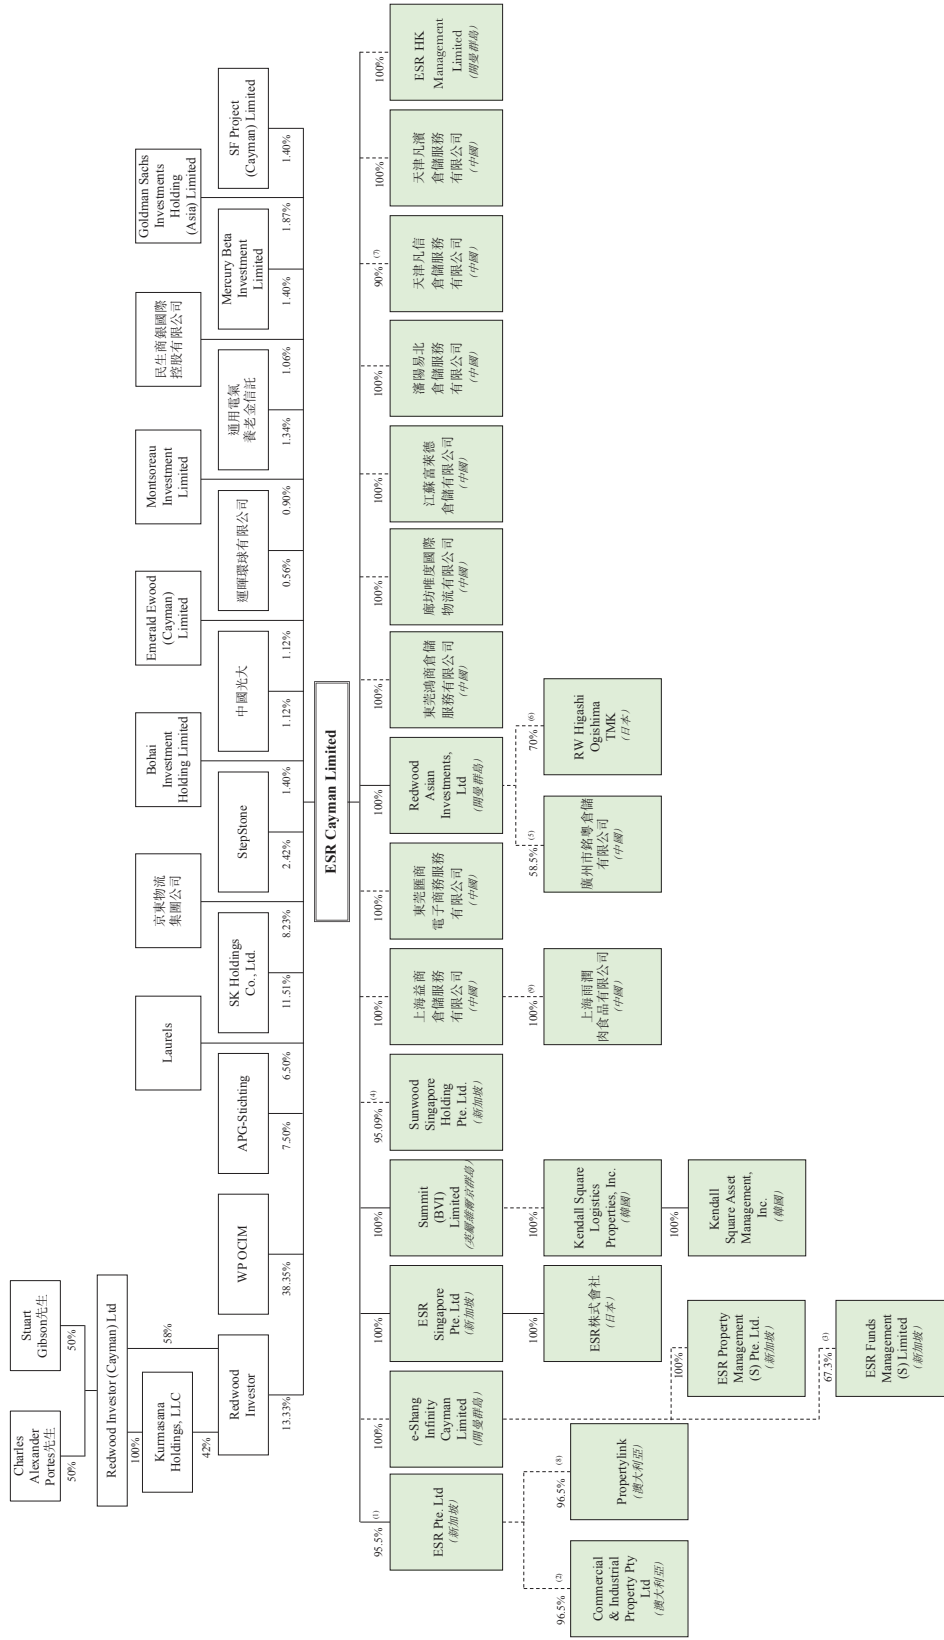 Charles
Alexander
Portes先生
Stuart
Gibson先生
50%
50%
Redwood Investor (Cayman) Ltd
100%
58%
Kurmasana
Holdings, LLC
42%
Redwood
Investor
13.33%
WP OCIM
38.35%
APG-Stichting
7.50%
Laurels
6.50%
SK Holdings
Co., Ltd.
11.51%
京東物流
集團公司
8.23%
StepStone
2.42%
Bohai
Investment
Holding Limited
1.40%
中國光大
1.12%
Emerald Ewood
(Cayman)
Limited
1.12%
運暉環球有限公司
0.56%
Montsoreau
Investment
Limited
0.90%
通用電氣
養老金信託
1.34%
民生商銀國際
控股有限公司
1.06%
Mercury Beta
Investment
Limited
1.40%
Goldman Sachs
Investments
Holding
(Asia) Limited
1.87%
SF Project
(Cayman) Limited
1.40%
ESR Cayman Limited
95.5% (1)
ESR Pte. Ltd
(新加坡)
100%
e-Shang
Infinity
Cayman
Limited
(開曼群島)
100%
ESR
Singapore
Pte. Ltd
(新加坡)
100%
Summit
(BVI)
Limited
(英屬維爾京群島)
95.09% (4)
Sunwood
Singapore
Holding
Pte. Ltd.
(新加坡)
100%
上海益商
倉儲服務
有限公司
(中國)
100%
東莞匯商
電子商務服務
有限公司
(中國)
100%
Redwood
Asian
Investments,
Ltd
(開曼群島)
100%
東莞鴻商倉儲
服務有限公司
(中國)
100%
廊坊唯度國際
物流有限公司
(中國)
100%
江蘇富萊德
倉儲有限公司
(中國)
100%
瀋陽易北
倉儲服務
有限公司
(中國)
90% (7)
天津凡信
倉儲服務
有限公司
(中國)
100%
天津凡濱
倉儲服務
有限公司
(中國)
100%
ESR HK
Management
Limited
(開曼群島)
96.5% (2)
Commercial
& Industrial
Property Pty
Ltd
(澳大利亞)
96.5% (8)
Propertylink
(澳大利亞)
100%
ESR Property
Management
(S) Pte. Ltd.
(新加坡)
67.3% (3)
ESR Funds
Management
(S) Limited
(新加坡)
100%
ESR株式會社
(日本)
100%
Kendall Square
Logistics
Properties, Inc.
(韓國)
100%
Kendall
Square Asset
Management,
Inc.
(韓國)
100% (9)
上海雨潤
肉食品有限公司
(中國)
58.5% (5)
廣州市銘粵倉儲
有限公司
(中國)
70% (6)
RW Higashi
Ogishima
TMK
(日本)